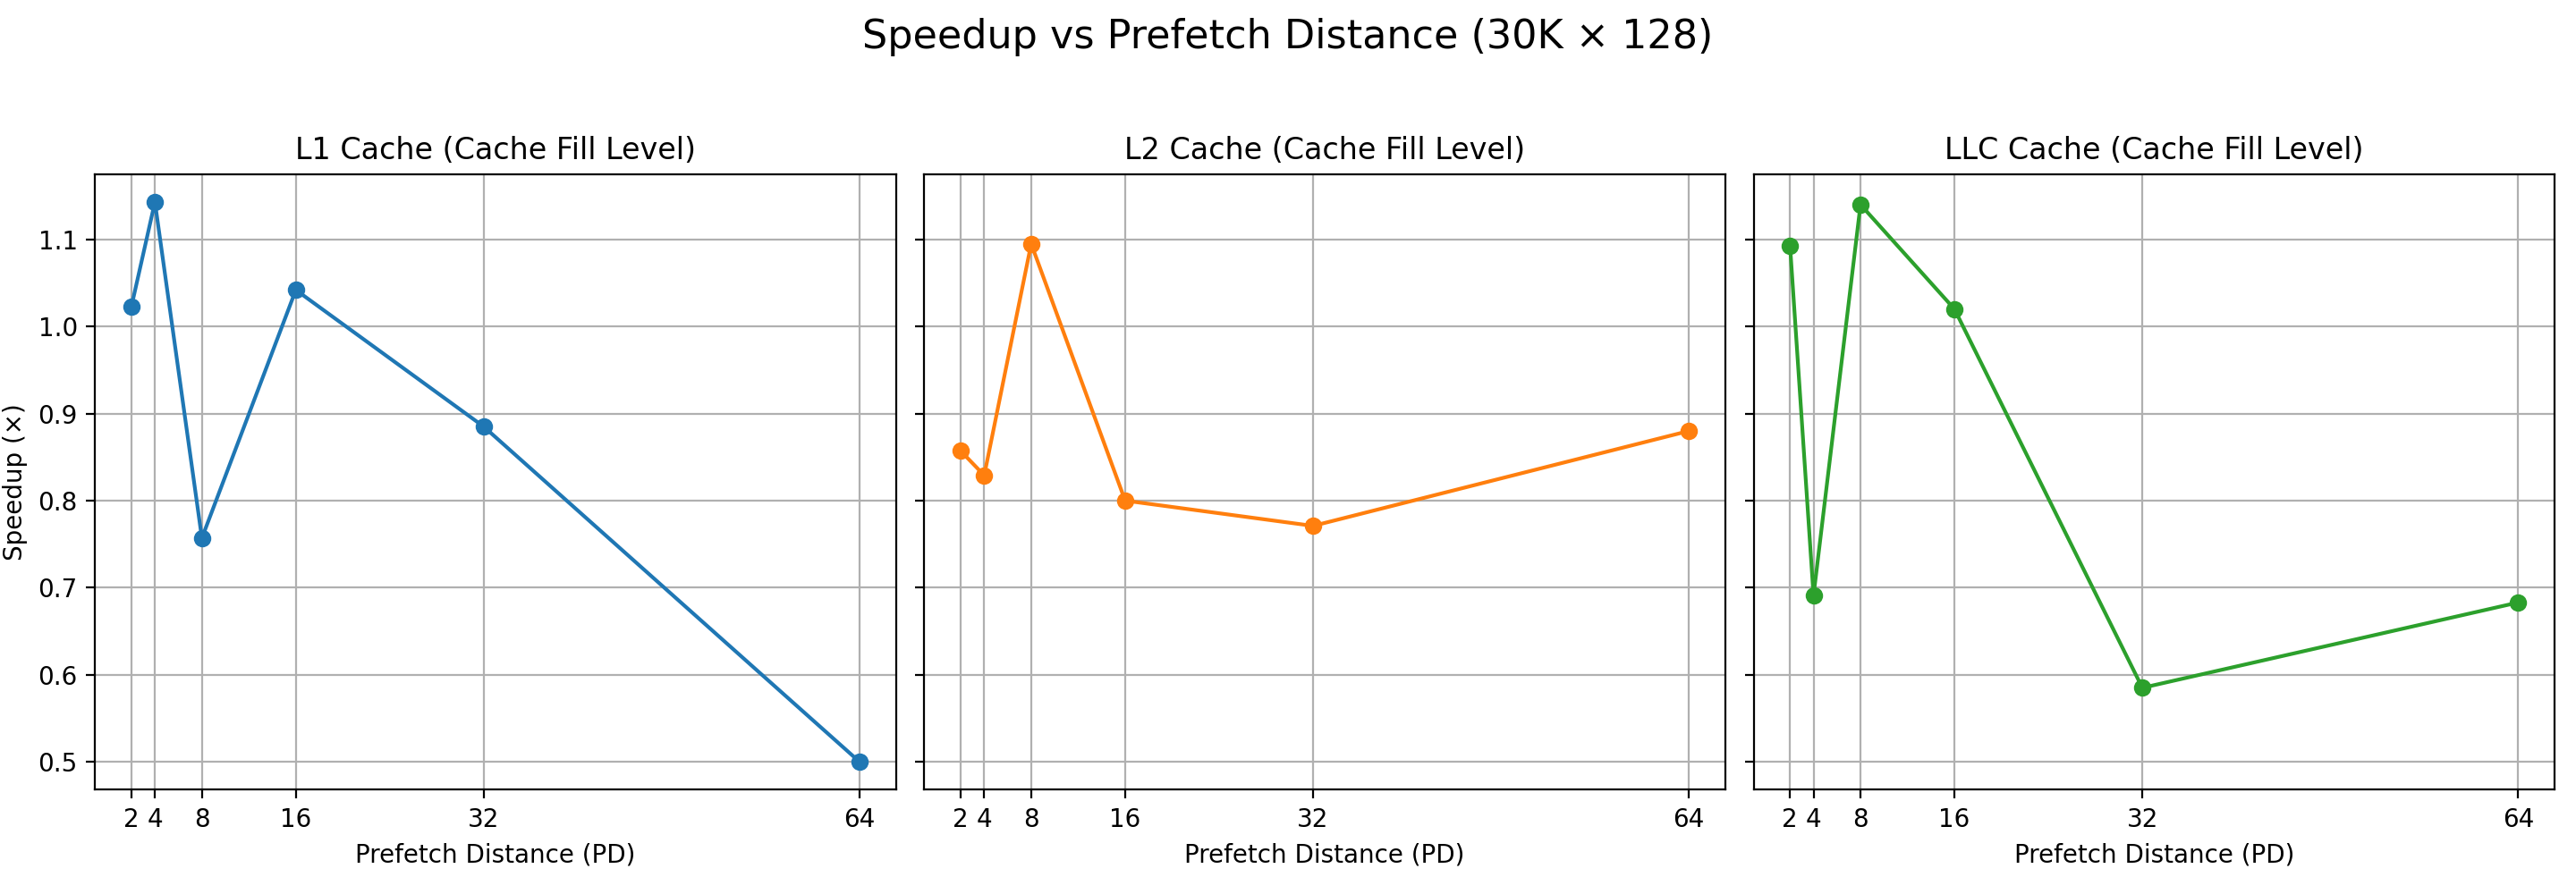 Speedup vs Prefetch Distance (30K × 128)
L1 Cache (Cache Fill Level)
L2 Cache (Cache Fill Level)
LLC Cache (Cache Fill Level)
Speedup (×)
1.1
1.0
0.9
0.8
0.7
0.6
0.5
2 4 8 16 32 64
2 4 8 16 32 64
2 4 8 16 32 64
Prefetch Distance (PD)
Prefetch Distance (PD)
Prefetch Distance (PD)